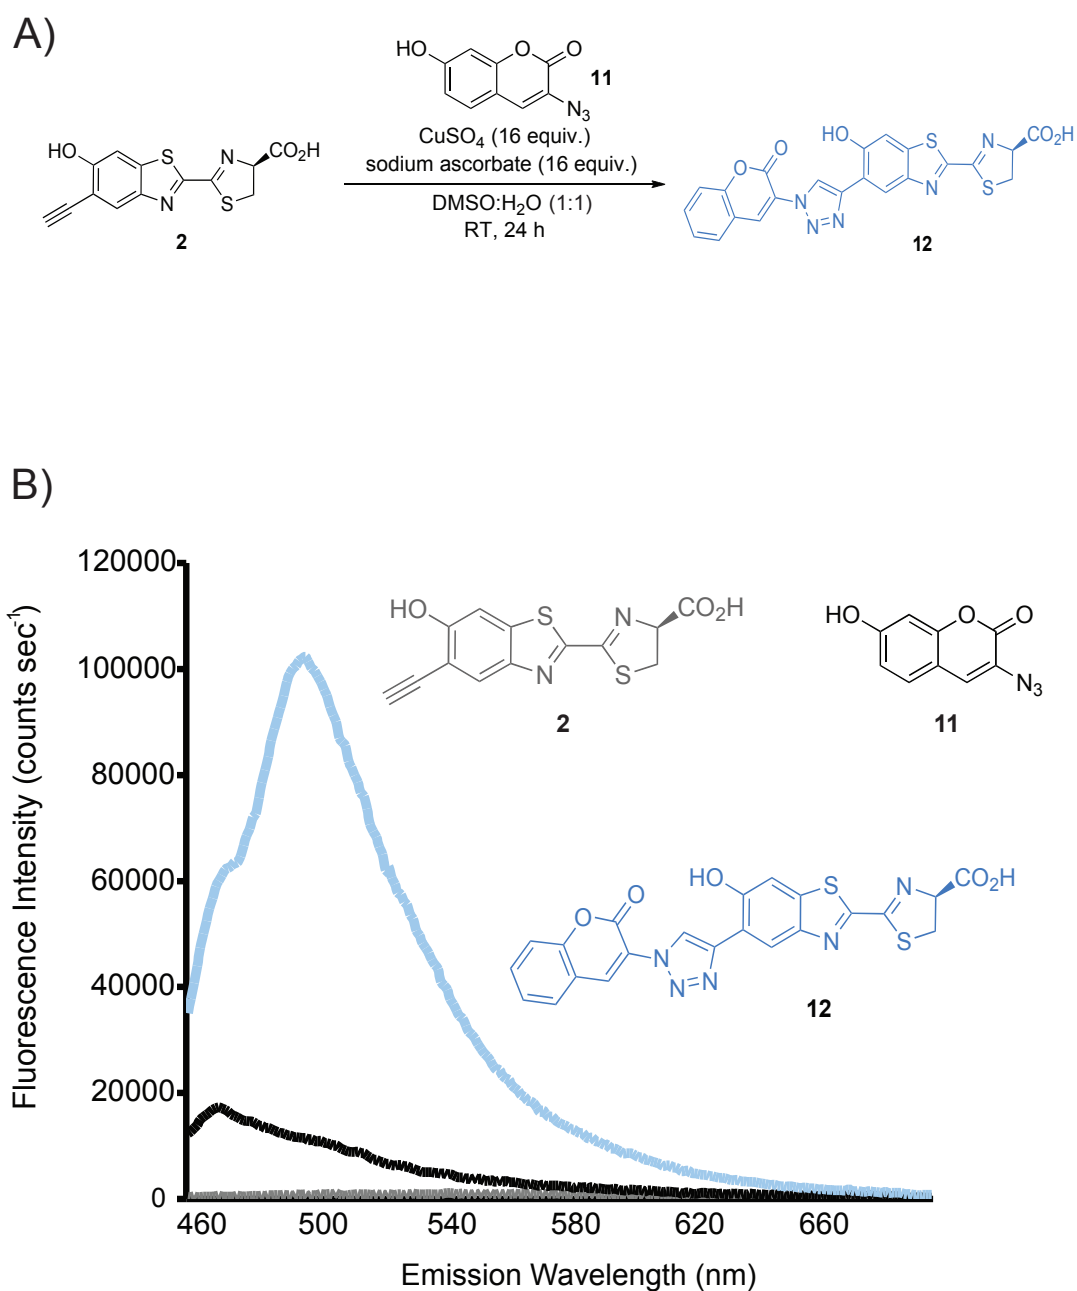 A)
HO
O
O
N3
11
CuSO4 (16 equiv.)
sodium ascorbate (16 equiv.)
DMSO:H2O (1:1)
RT, 24 h
HO
S
N
N
S
CO2H
2
O
O
N
N
N
HO
S
N
N
S
CO2H
12
B)
Fluorescence Intensity (counts sec-1)
120000
100000
80000
60000
40000
20000
0
HO
S
N
N
S
CO2H
2
HO
O
O
N3
11
O
O
N
N
N
HO
S
N
N
S
CO2H
12
460 500 540 580 620 660
Emission Wavelength (nm)